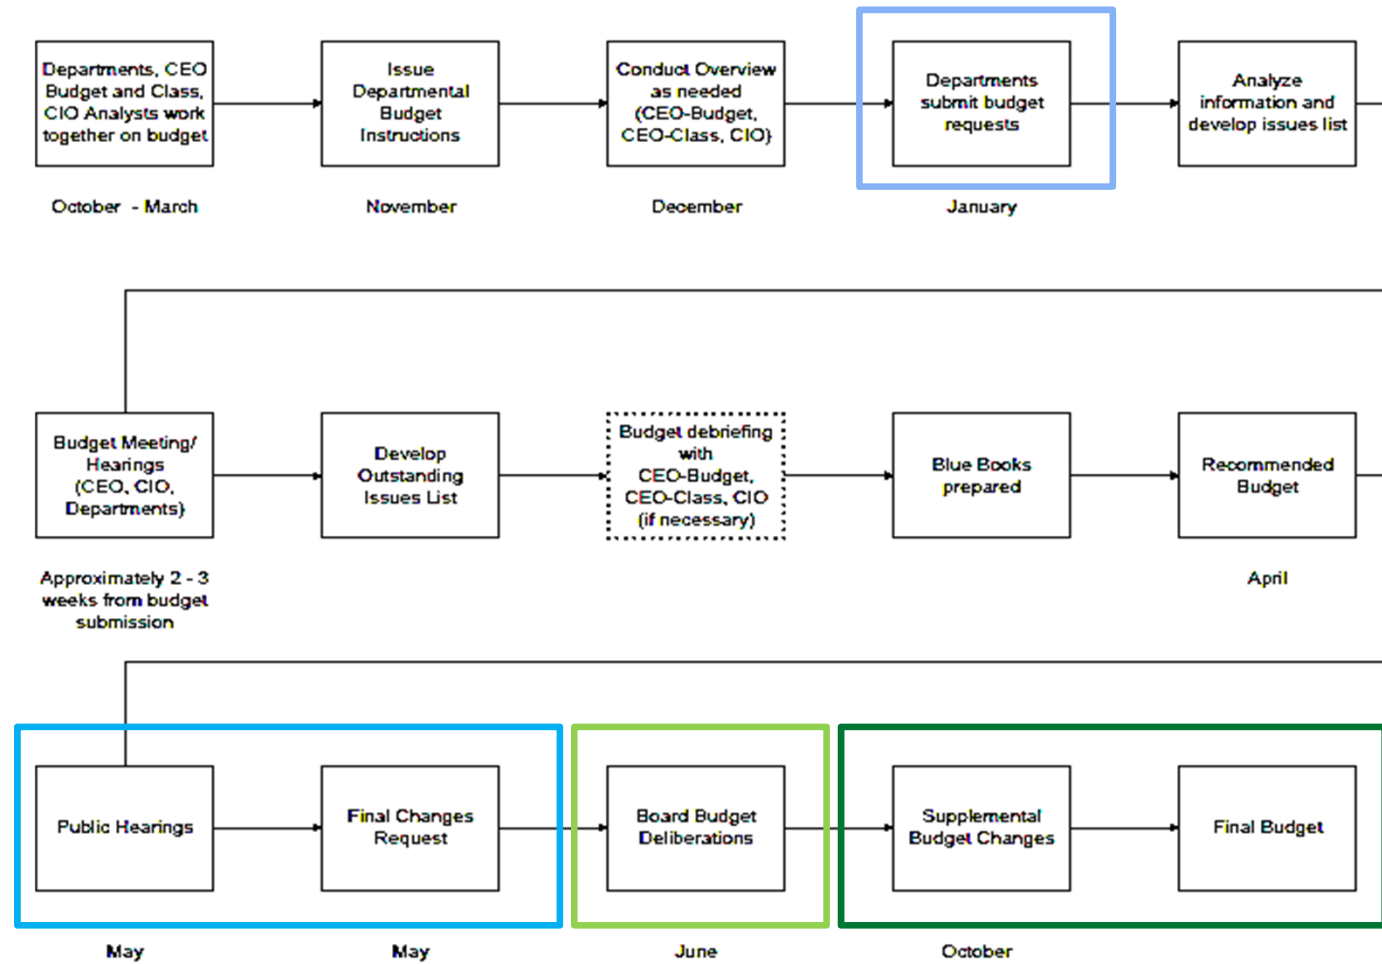 Departments, CEO
Budget and Class,
CIO Analysts work
together on budget
Issue
Departmental
Budget
Instructions
Conduct Overview
as needed
(CEO-Budget,
CEO-Class, CIO}
Departments
submit budget
requests
Analyze
information and
develop issues list
October - March
November
December
January
Budget Meeting/
Hearings
(CEO, CIO,
Departments}
Develop
Outstanding
Issues List
Budget debriefing
with
CEO-Budget,
CEO-Class, CIO
(if necessary)
Blue Books
prepared
Recommended
Budget
Approximately 2 - 3
weeks from budget
submission
April
Public Hearings
Final Changes
Request
Board Budget
Deliberations
Supplemental
Budget Changes
Final Budget
May
May
June
October